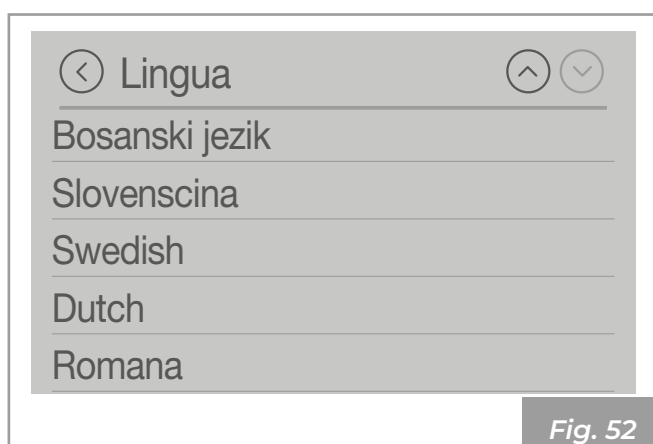 Lingua
Bosanski jezik
Slovenscina
Swedish
Dutch
Romana
Fig. 52